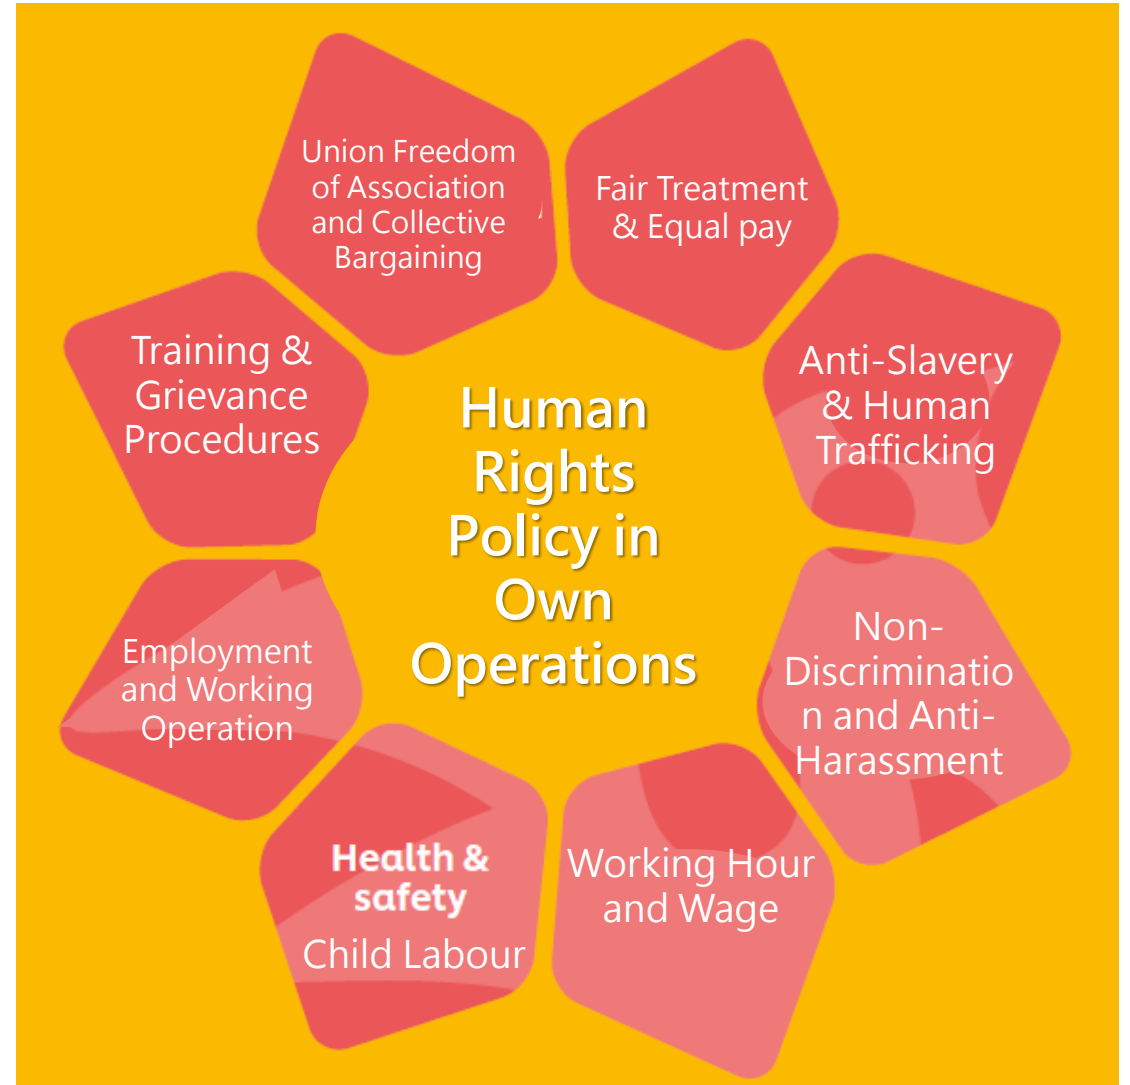 Union Freedom
of Association
and Collective
Bargaining
Fair Treatment
& Equal pay
Training &
Grievance
Procedures
Anti-Slavery
& Human
Trafficking
Human
Rights
Policy in
Own
Operations
Employment
and Working
Operation
Non-
Discriminatio
n and Anti-
Harassment
Health &
safety
Child Labour
Working Hour
and Wage